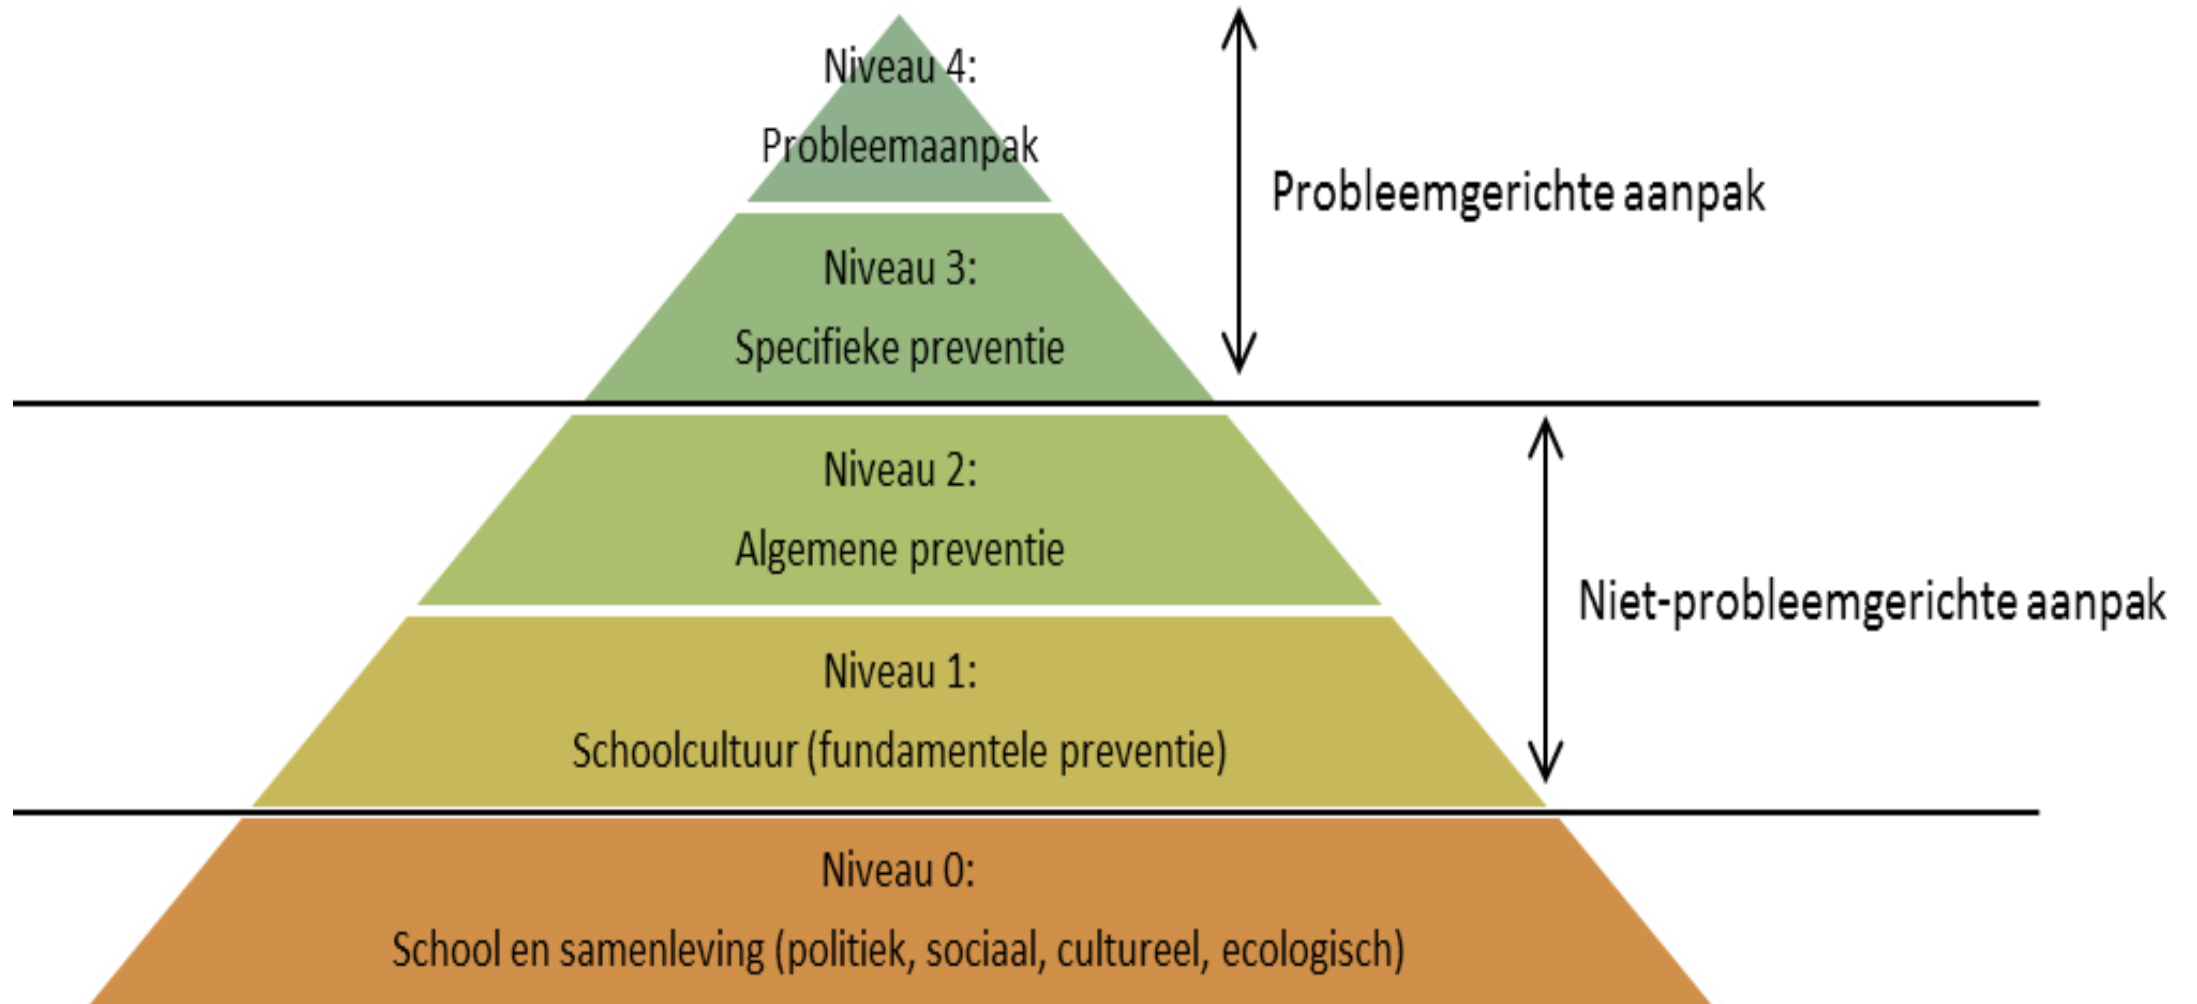 Niveau 4:
Probleemaanpak
Probleemgerichte aanpak
Niveau 3:
Specifieke preventie
Niveau 2:
Algemene preventie
Niet-probleemgerichte aanpak
Niveau 1:
Schoolcultuur (fundamentele preventie)
Niveau 0:
School en samenleving (politiek, sociaal, cultureel, ecologisch)